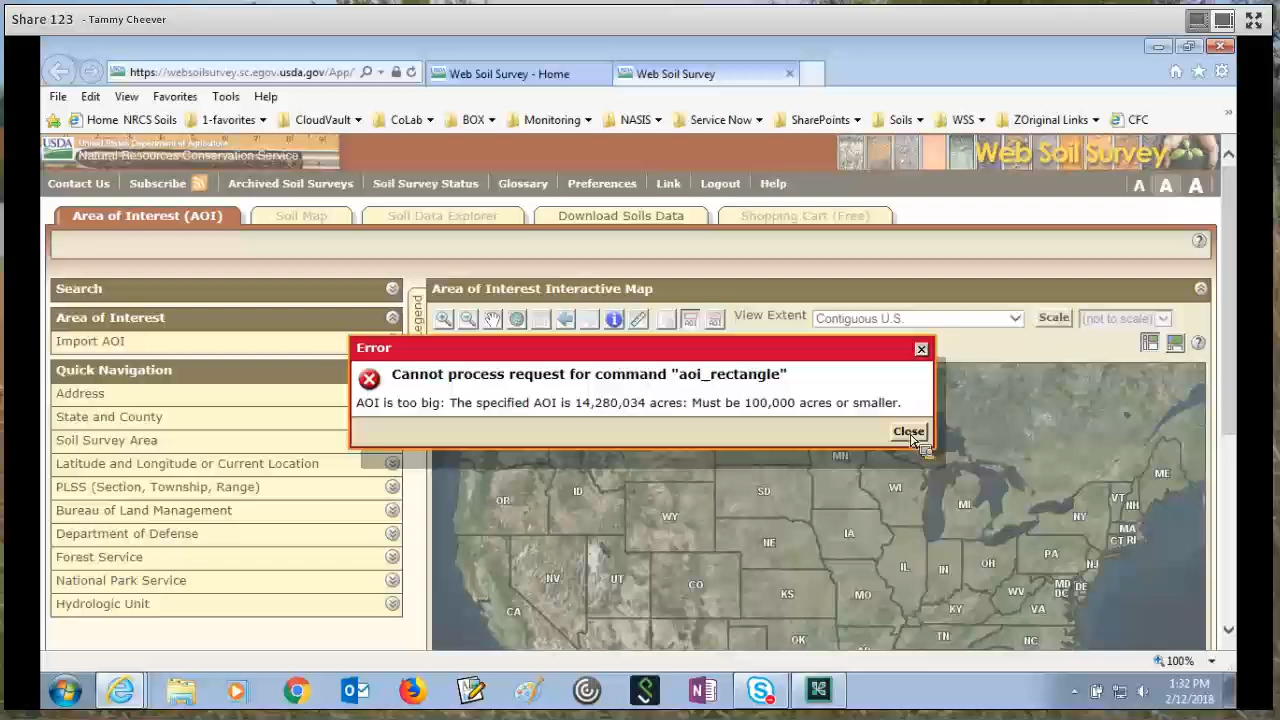 Share 123 - Tammy Cheever
https://websoilsurvey.sc.egov.usda.gov/App/
Web Soil Survey - Home
Web Soil Survey
File Edit View Favorites Tools Help
Home NRCS Soils 1-favorites CloudVault CoLab BOX Monitoring NASIS Service Now SharePoints Soils WSS ZOriginal Links CFC
USDA United States Department of Agriculture
Natural Resources Conservation Service
Web Soil Survey
Contact Us Subscribe Archived Soil Surveys Soil Survey Status Glossary Preferences Link Logout Help A A A
Area of Interest (AOI) Soil Map Soil Data Explorer Download Soils Data Shopping Cart (Free)
Search
Area of Interest
Import AOI
Quick Navigation
Address
State and County
Soil Survey Area
Latitude and Longitude or Current Location
PLSS (Section, Township, Range)
Bureau of Land Management
Department of Defense
Forest Service
National Park Service
Hydrologic Unit
Legend
Area of Interest Interactive Map
View Extent Contiguous U.S. Scale (not to scale)
Error
Cannot process request for command "aoi_rectangle"
AOI is too big: The specified AOI is 14,280,034 acres: Must be 100,000 acres or smaller.
Close
MN
ME
OR ID SD WI VT NH
WY MI NY
MA
IA CT RI
NE PA
IL IN OH NJ
NV UT CO MD DE
KS MO WV DC
CA KY VA
OK TN NC
100%
1:32 PM
2/12/2018